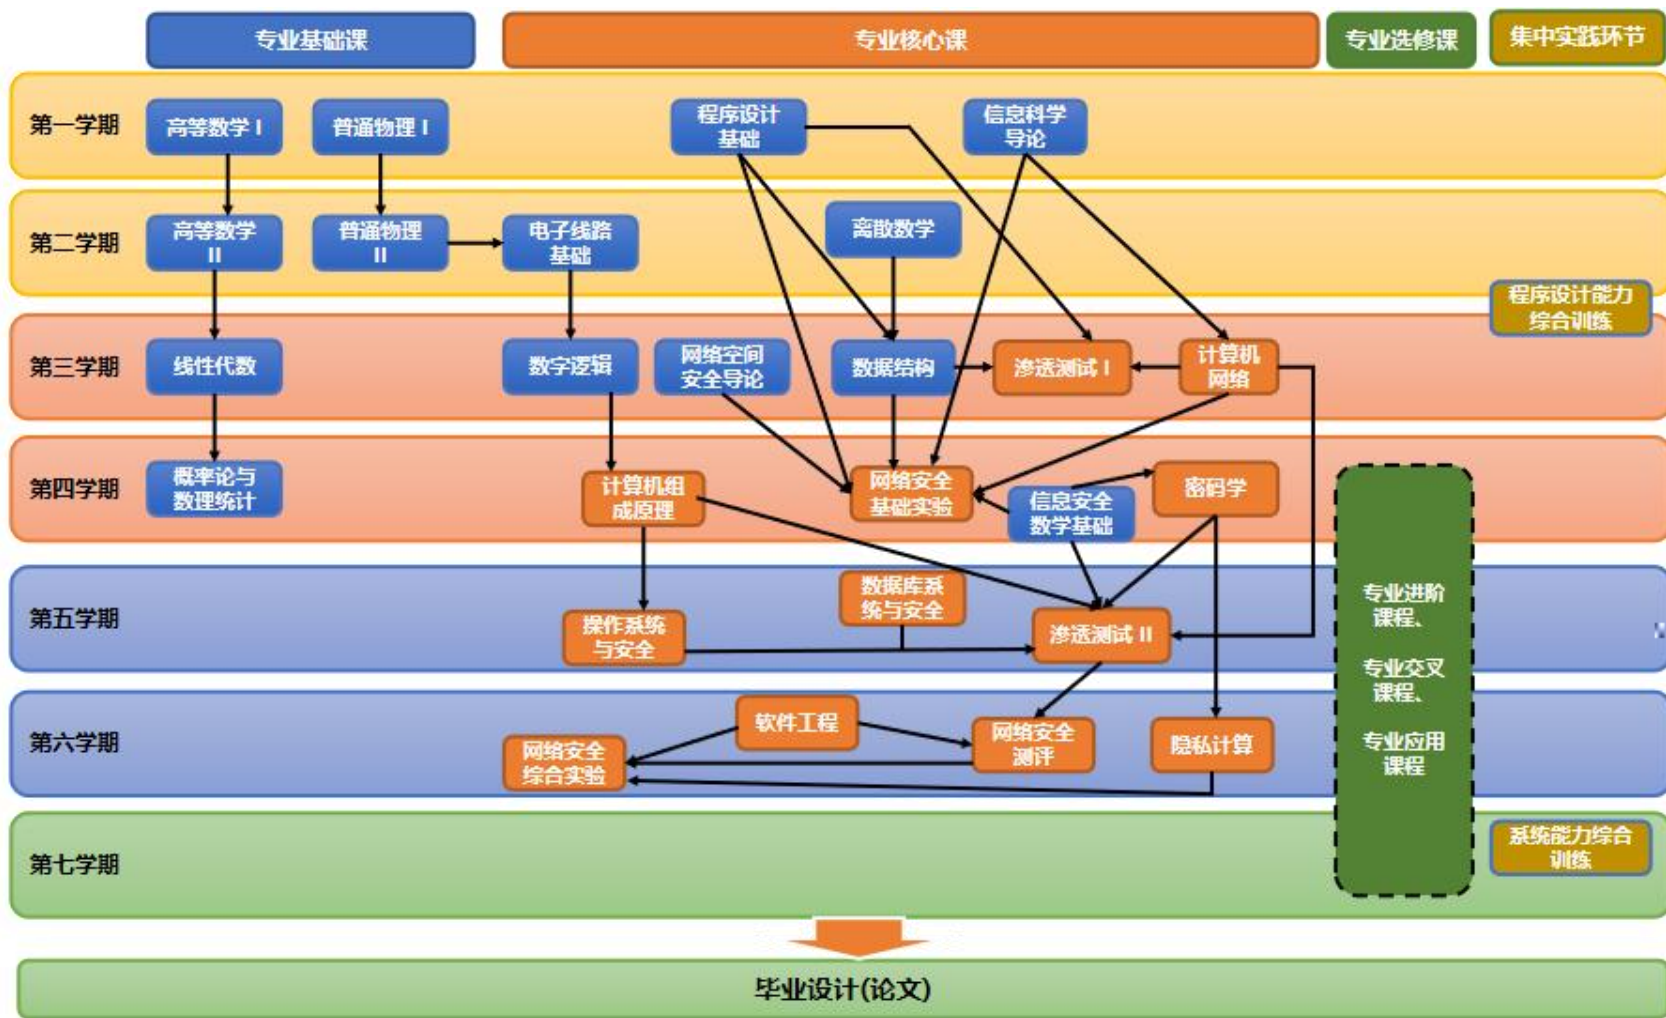 专业基础课
专业核心课
专业选修课
集中实践环节
第一学期
高等数学 I
普通物理 I
程序设计
基础
信息科学
导论
第二学期
高等数学
II
普通物理
II
电子线路
基础
离散数学
程序设计能力
综合训练
第三学期
线性代数
数字逻辑
网络空间
安全导论
数据结构
渗透测试 I
计算机
网络
第四学期
概率论与
数理统计
计算机组
成原理
网络安全
基础实验
信息安全
数学基础
密码学
第五学期
操作系统
与安全
数据库系
统与安全
渗透测试 II
专业进阶
课程、
专业交叉
课程、
专业应用
课程
第六学期
网络安全
综合实验
软件工程
网络安全
测评
隐私计算
第七学期
系统能力综合
训练
毕业设计(论文)